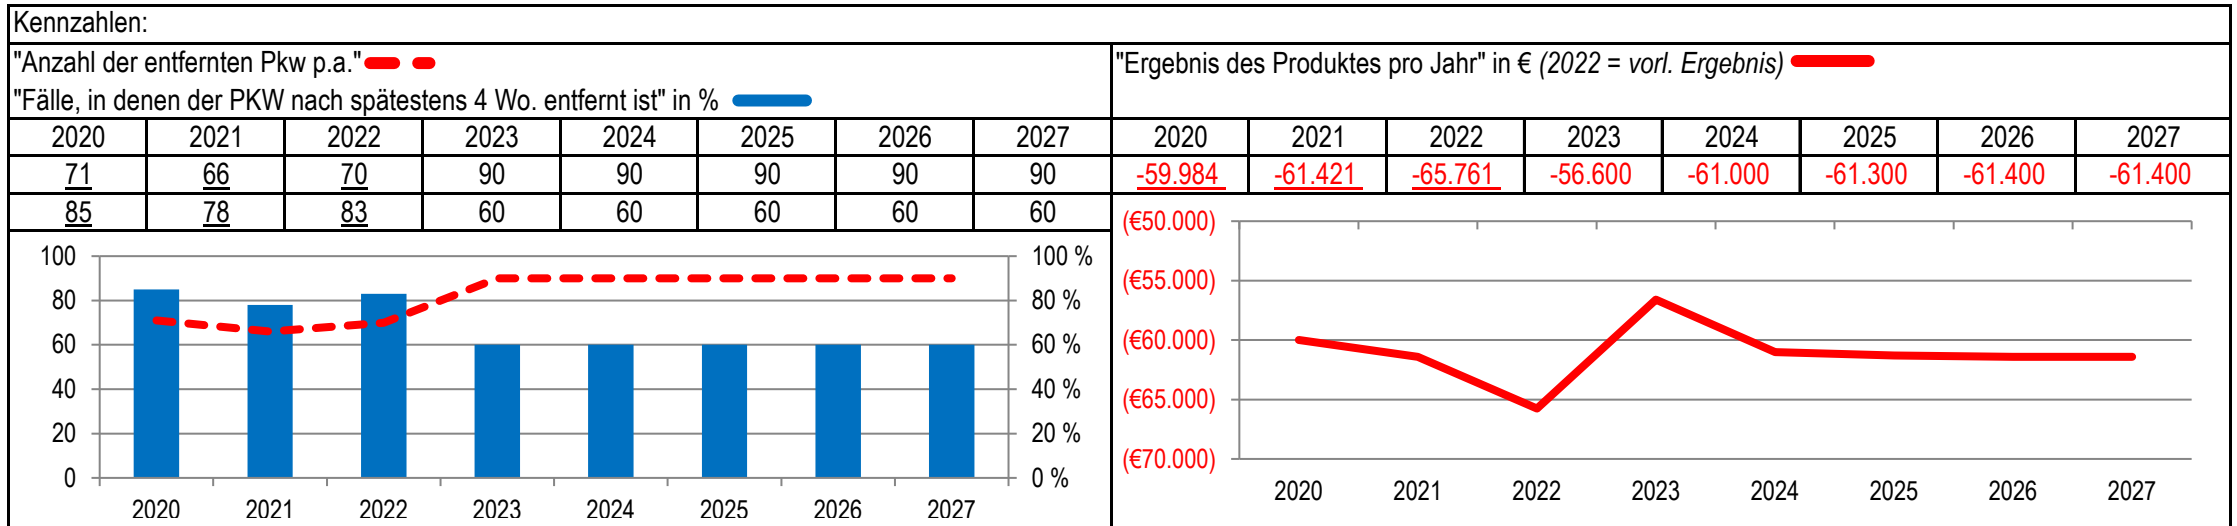 Kennzahlen:
"Anzahl der entfernten Pkw p.a."
"Fälle, in denen der PKW nach spätestens 4 Wo. entfernt ist" in %
2020 2021 2022 2023 2024 2025 2026 2027
71 66 70 90 90 90 90 90
85 78 83 60 60 60 60 60
100 100 %
80 80 %
60 60 %
40 40 %
20 20 %
0 0 %
2020 2021 2022 2023 2024 2025 2026 2027
"Ergebnis des Produktes pro Jahr" in € (2022 = vorl. Ergebnis)
2020 2021 2022 2023 2024 2025 2026 2027
-59.984 -61.421 -65.761 -56.600 -61.000 -61.300 -61.400 -61.400
(€50.000)
(€55.000)
(€60.000)
(€65.000)
(€70.000)
2020 2021 2022 2023 2024 2025 2026 2027